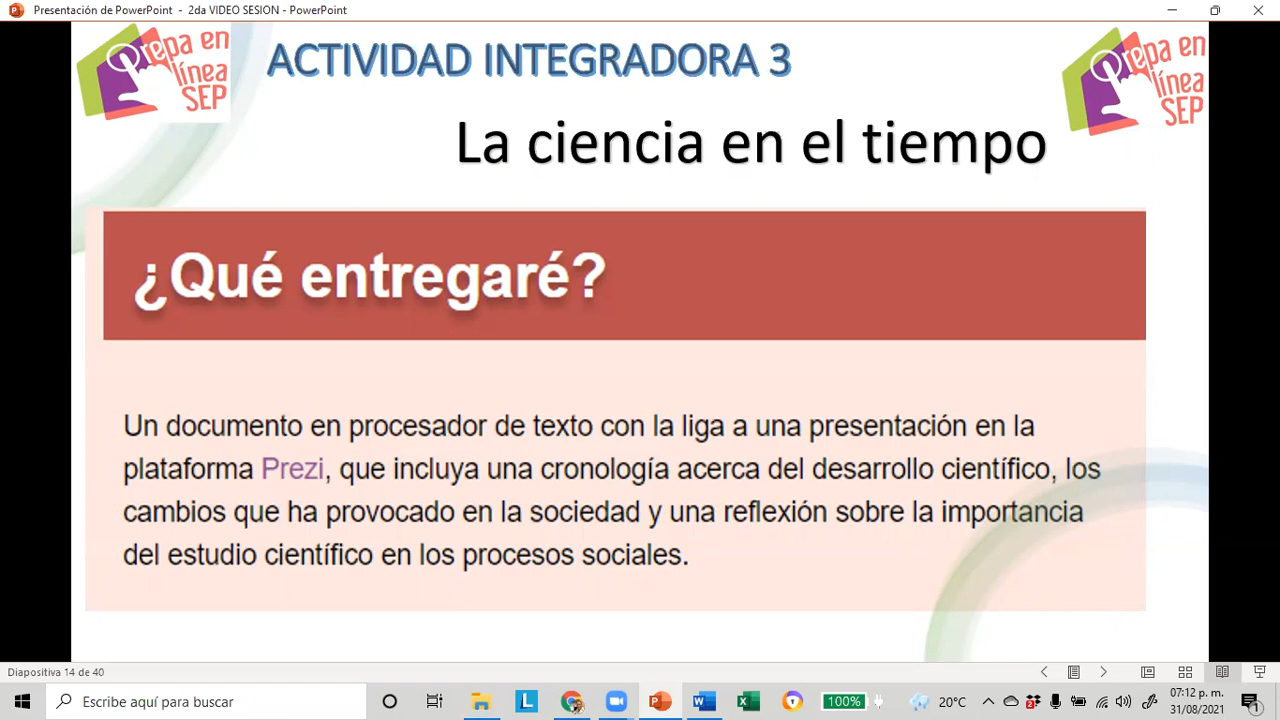 Presentación de PowerPoint - 2da VIDEO SESION - PowerPoint
Prepa en
línea
SEP
ACTIVIDAD INTEGRADORA 3
Prepa en
línea
SEP
La ciencia en el tiempo
¿Qué entregaré?
Un documento en procesador de texto con la liga a una presentación en la
plataforma Prezi, que incluya una cronología acerca del desarrollo científico, los
cambios que ha provocado en la sociedad y una reflexión sobre la importancia
del estudio científico en los procesos sociales.
Diapositiva 14 de 40
Escribe aquí para buscar
100%
20°C
07:12 p. m.
31/08/2021